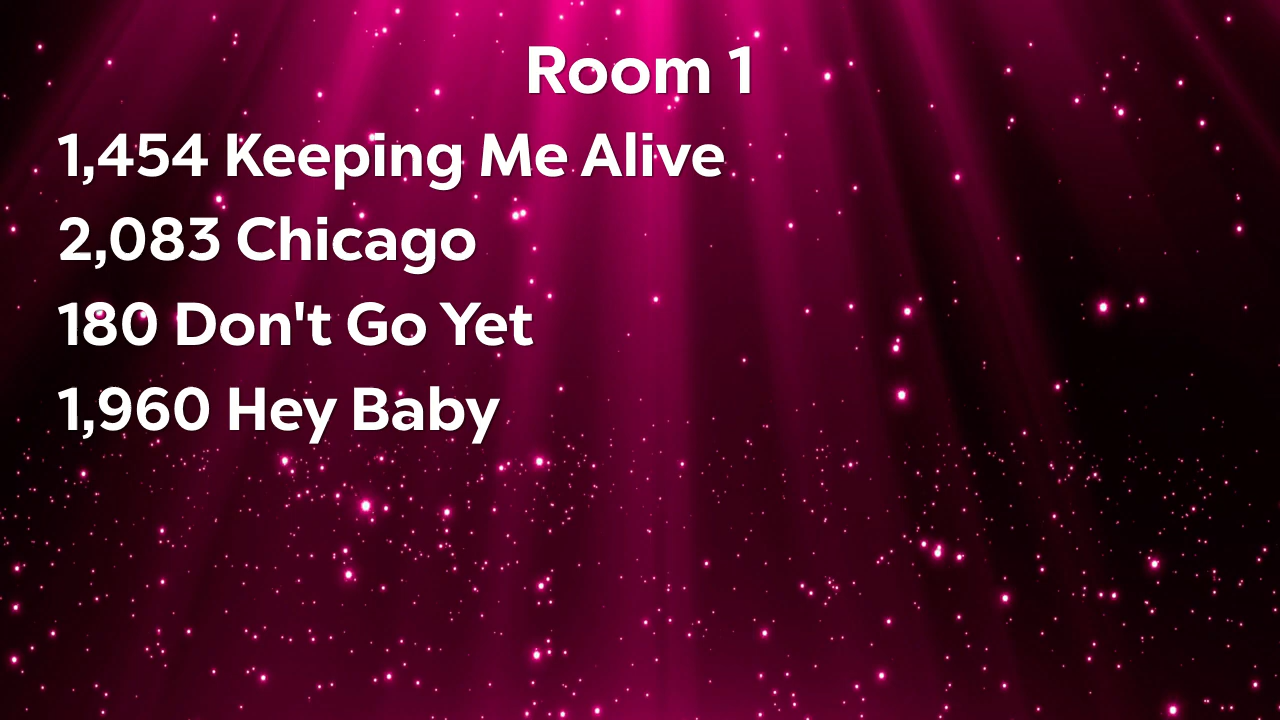 Room 1
1,454 Keeping Me Alive
2,083 Chicago
180 Don't Go Yet
1,960 Hey Baby